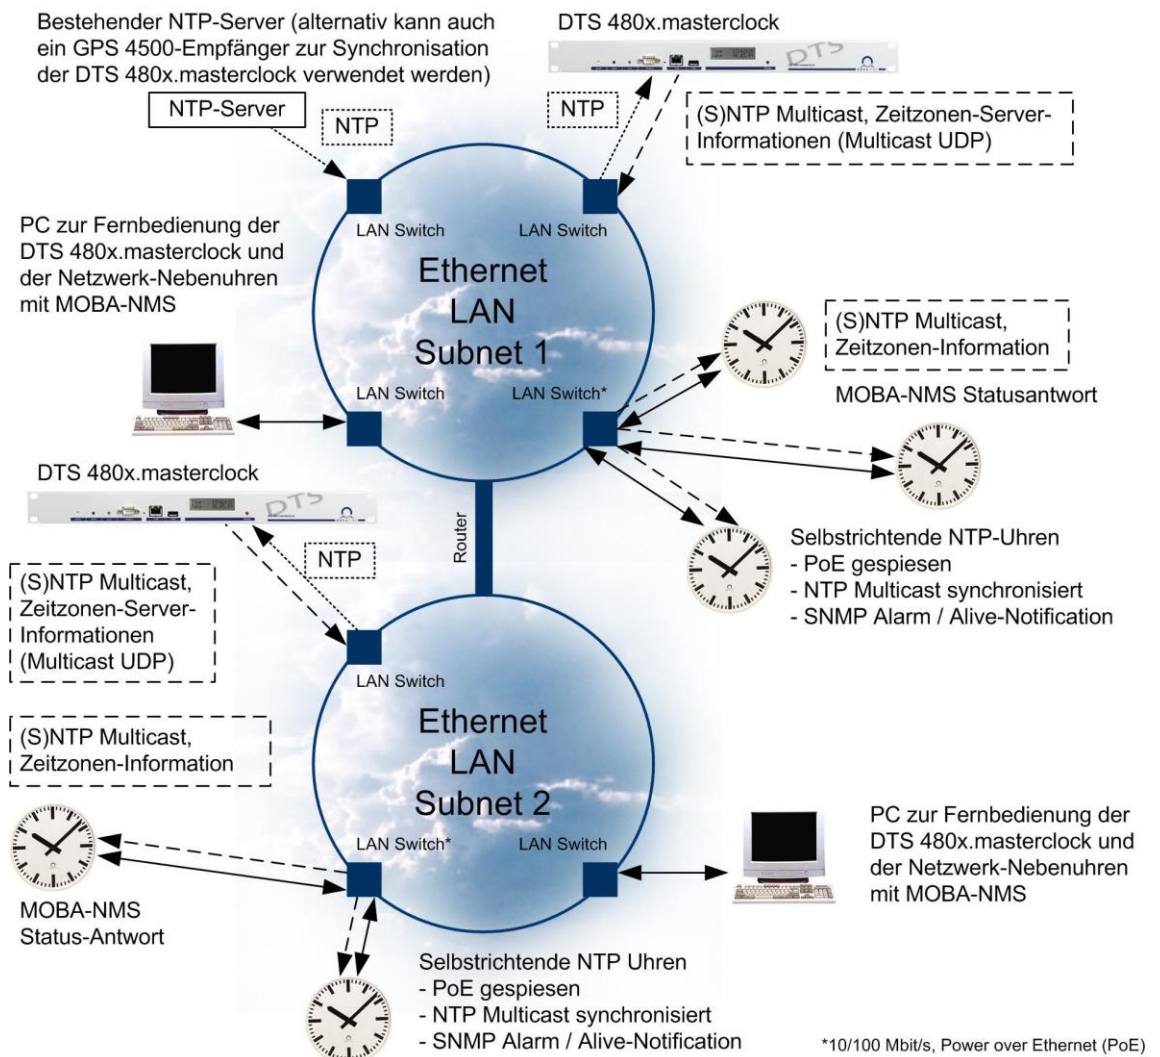 Bestehender NTP-Server (alternativ kann auch
ein GPS 4500-Empfänger zur Synchronisation
der DTS 480x.masterclock verwendet werden)
NTP-Server
NTP
DTS 480x.masterclock
DTS
NTP
(S)NTP Multicast, Zeitzonen-Server-
Informationen (Multicast UDP)
LAN Switch
LAN Switch
PC zur Fernbedienung der
DTS 480x.masterclock und
der Netzwerk-Nebenuhren
mit MOBA-NMS
Ethernet
LAN
Subnet 1
LAN Switch
LAN Switch*
(S)NTP Multicast,
Zeitzonen-Information
MOBA-NMS Statusantwort
Selbstrichtende NTP-Uhren
- PoE gespiesen
- NTP Multicast synchronisiert
- SNMP Alarm / Alive-Notification
Router
DTS 480x.masterclock
DTS
NTP
(S)NTP Multicast,
Zeitzonen-Server-
Informationen
(Multicast UDP)
LAN Switch
(S)NTP Multicast,
Zeitzonen-Information
Ethernet
LAN
Subnet 2
LAN Switch*
LAN Switch
PC zur Fernbedienung der
DTS 480x.masterclock und
der Netzwerk-Nebenuhren
mit MOBA-NMS
MOBA-NMS
Status-Antwort
Selbstrichtende NTP Uhren
- PoE gespiesen
- NTP Multicast synchronisiert
- SNMP Alarm / Alive-Notification
*10/100 Mbit/s, Power over Ethernet (PoE)